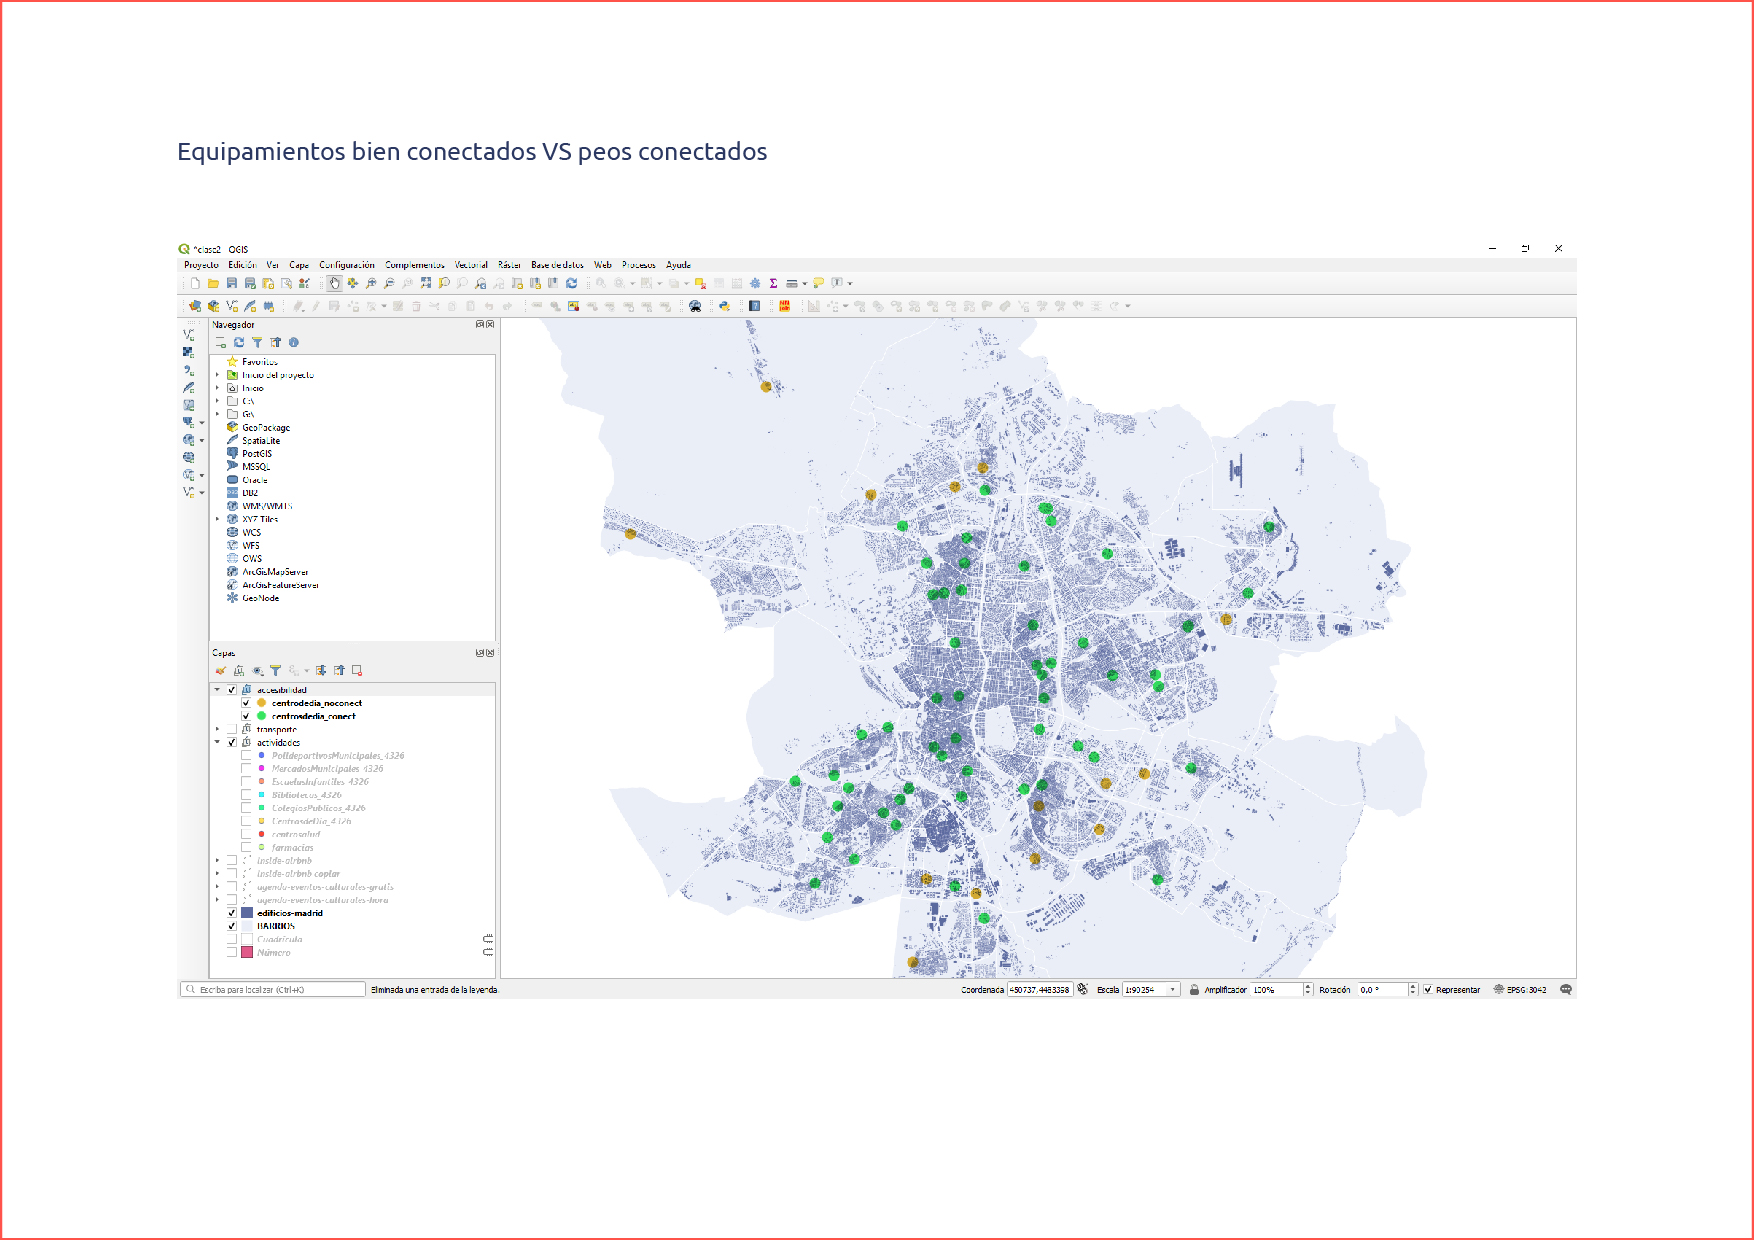 Equipamientos bien conectados VS peos conectados
*clase2 - QGIS
Proyecto Edición Ver Capa Configuración Complementos Vectorial Ráster Base de datos Web Procesos Ayuda
Navegador
Favoritos
Inicio del proyecto
Inicio
C:\
G:\
GeoPackage
SpatiaLite
PostGIS
MSSQL
Oracle
DB2
WMS/WMTS
XYZ Tiles
WCS
WFS
OWS
ArcGisMapServer
ArcGisFeatureServer
GeoNode
Capas
accesibilidad
centrodedia_noconect
centrosdedia_conect
transporte
actividades
PolideportivosMunicipales_4326
MercadosMunicipales_4326
EscuelasInfantiles_4326
Bibliotecas_4326
ColegiosPublicos_4326
CentrosdeDia_4326
centrosalud
farmacias
inside-airbnb
inside-airbnb copiar
agenda-eventos-culturales-gratis
agenda-eventos-culturales-hora
edificios-madrid
BARRIOS
Cuadrícula
Número
Escriba para localizar (Ctrl+K) Eliminada una entrada de la leyenda. Coordenada 450737,4483398 Escala 1:90254 Amplificador 100% Rotación 0,0 ° Representar EPSG:3042